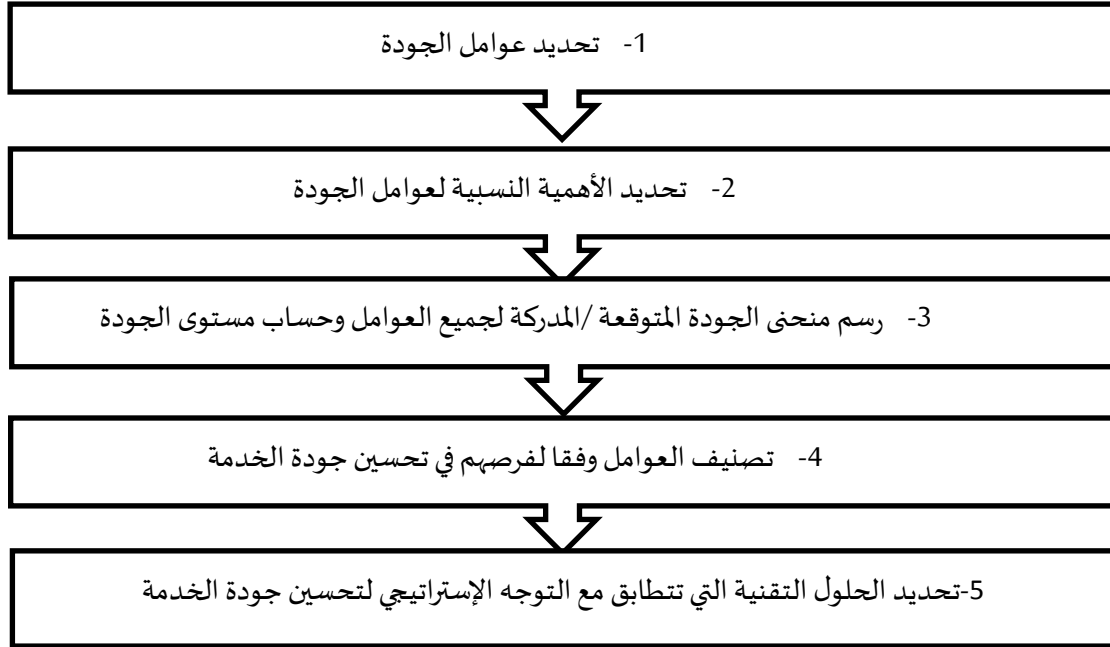 1- تحديد عوامل الجودة
2- تحديد الأهمية النسبية لعوامل الجودة
3- رسم منحنى الجودة المتوقعة /المدركة لجميع العوامل وحساب مستوى الجودة
4- تصنيف العوامل وفقا لفرصهم في تحسين جودة الخدمة
5-تحديد الحلول التقنية التي تتطابق مع التوجه الإستراتيجي لتحسين جودة الخدمة